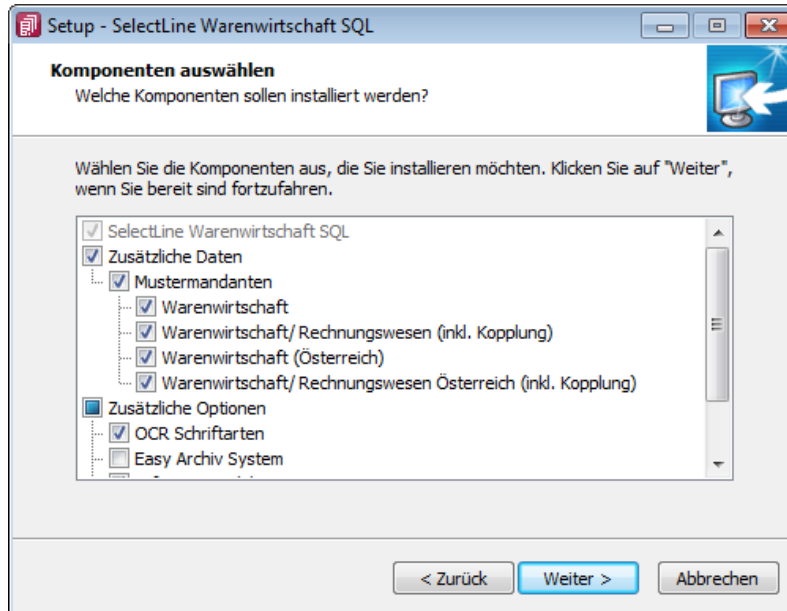 Setup - SelectLine Warenwirtschaft SQL
Komponenten auswählen
Welche Komponenten sollen installiert werden?
Wählen Sie die Komponenten aus, die Sie installieren möchten. Klicken Sie auf "Weiter",
wenn Sie bereit sind fortzufahren.
SelectLine Warenwirtschaft SQL
Zusätzliche Daten
Mustermandanten
Warenwirtschaft
Warenwirtschaft/ Rechnungswesen (inkl. Kopplung)
Warenwirtschaft (Österreich)
Warenwirtschaft/ Rechnungswesen Österreich (inkl. Kopplung)
Zusätzliche Optionen
OCR Schriftarten
Easy Archiv System
< Zurück
Weiter >
Abbrechen